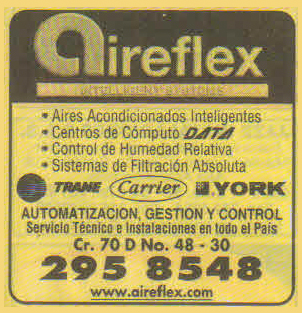 aireflex
INTELLIGENT SYSTEMS
• Aires Acondicionados Inteligentes
• Centros de Cómputo DATA
• Control de Humedad Relativa
• Sistemas de Filtración Absoluta
TRANE Carrier YORK
AUTOMATIZACION, GESTION Y CONTROL
Servicio Técnico e Instalaciones en todo el País
Cr. 70 D No. 48 - 30
295 8548
www.aireflex.com